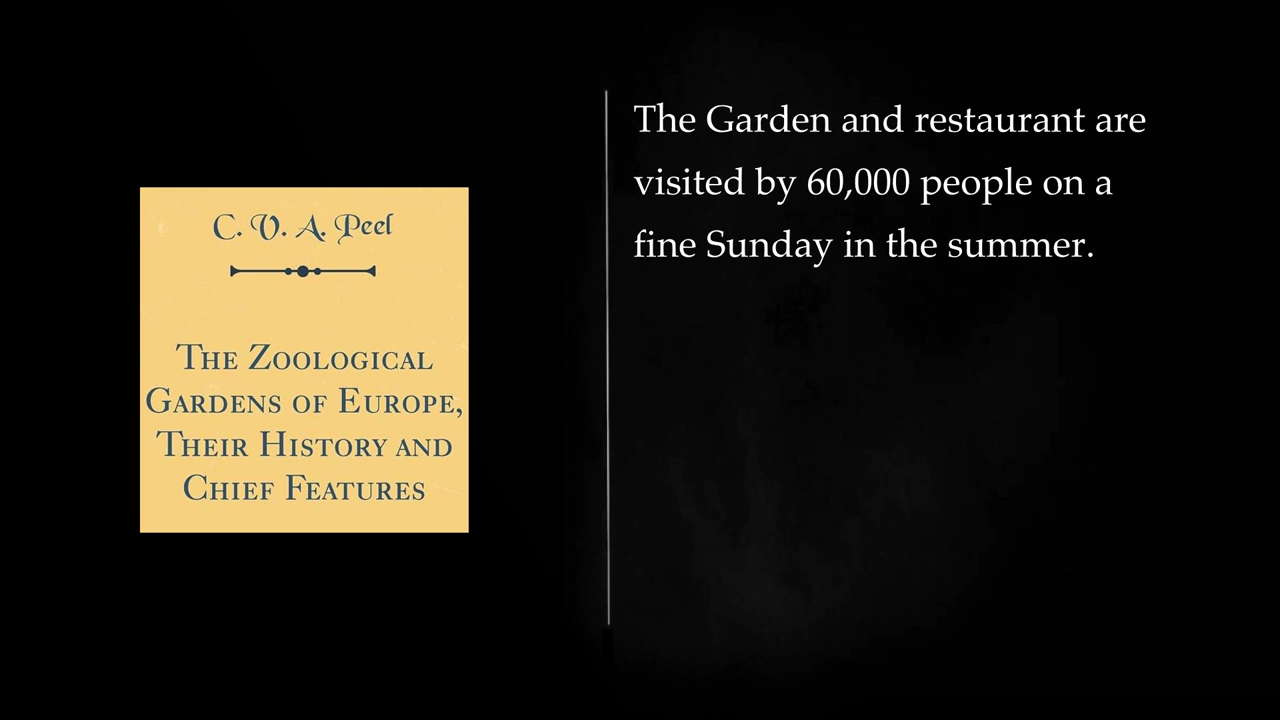 C. V. A. Peel
The Zoological
Gardens of Europe,
Their History and
Chief Features
The Garden and restaurant are
visited by 60,000 people on a
fine Sunday in the summer.